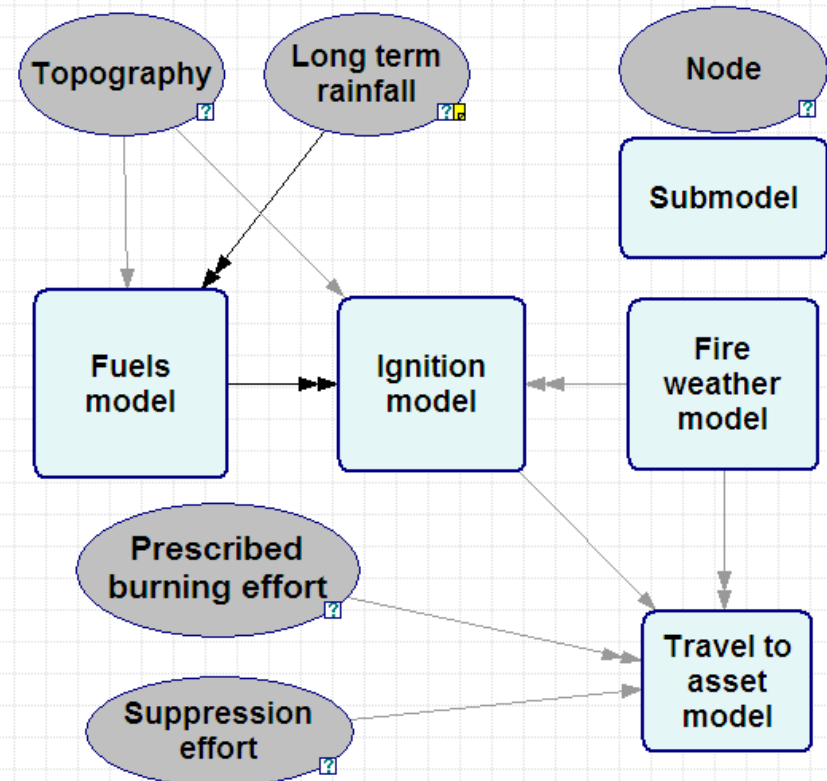 Topography
Long term
rainfall
Node
?
?
?
Submodel
Fuels
model
Ignition
model
Fire
weather
model
Prescribed
burning effort
?
Travel to
asset
model
Suppression
effort
?